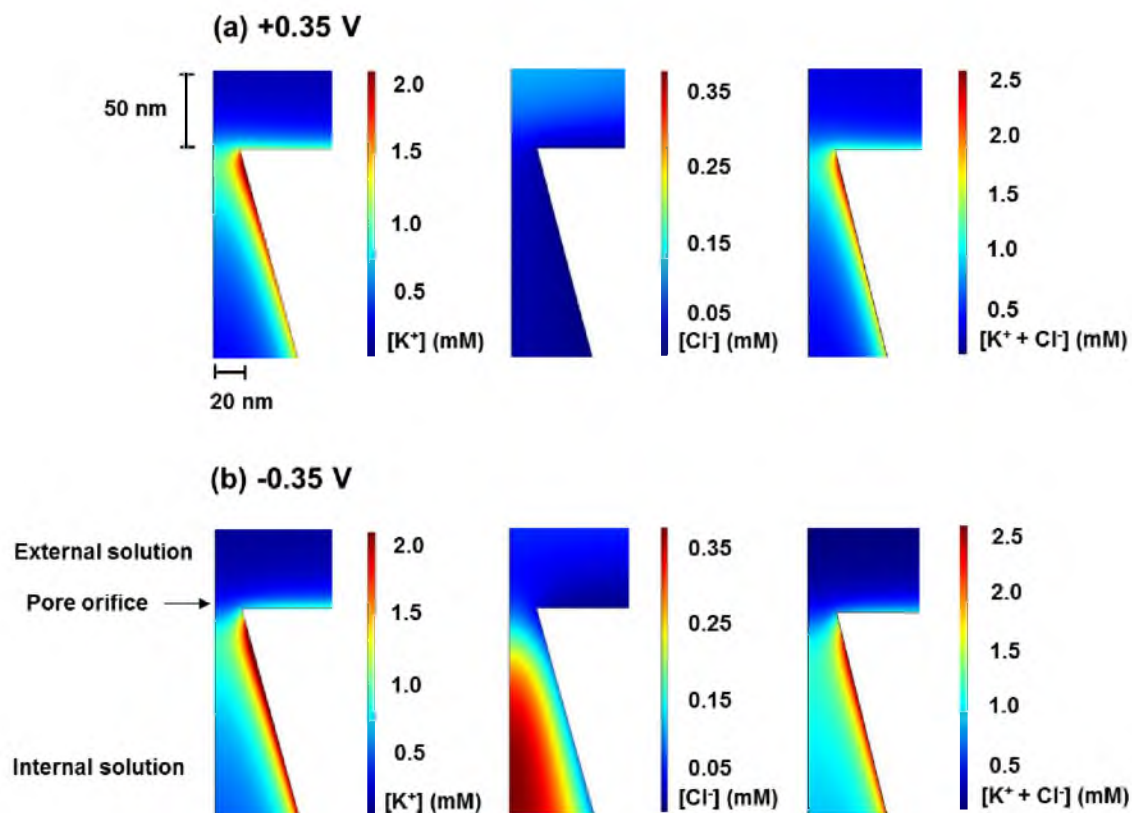 (a) +0.35 V
50 nm
20 nm
2.0
1.5
1.0
0.5
[K⁺] (mM)
0.35
0.25
0.15
0.05
[Cl⁻] (mM)
2.5
2.0
1.5
1.0
0.5
[K⁺ + Cl⁻] (mM)
(b) -0.35 V
External solution
Pore orifice
Internal solution
2.0
1.5
1.0
0.5
[K⁺] (mM)
0.35
0.25
0.15
0.05
[Cl⁻] (mM)
2.5
2.0
1.5
1.0
0.5
[K⁺ + Cl⁻] (mM)